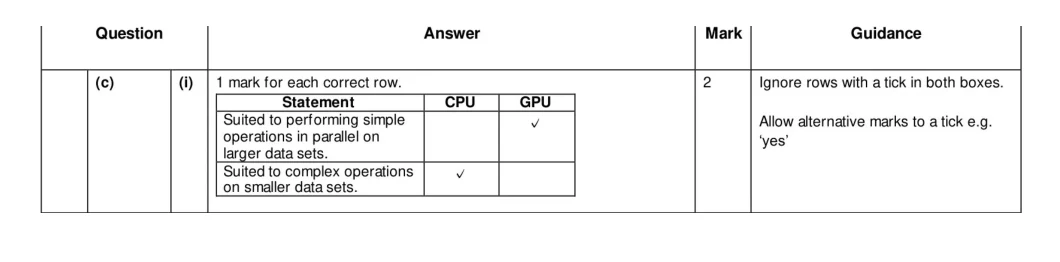 Question Answer Mark Guidance
(c) (i) 1 mark for each correct row. 2 Ignore rows with a tick in both boxes.
Statement CPU GPU
Suited to performing simple ✓
operations in parallel on
larger data sets.
Suited to complex operations ✓
on smaller data sets.
Allow alternative marks to a tick e.g.
‘yes’